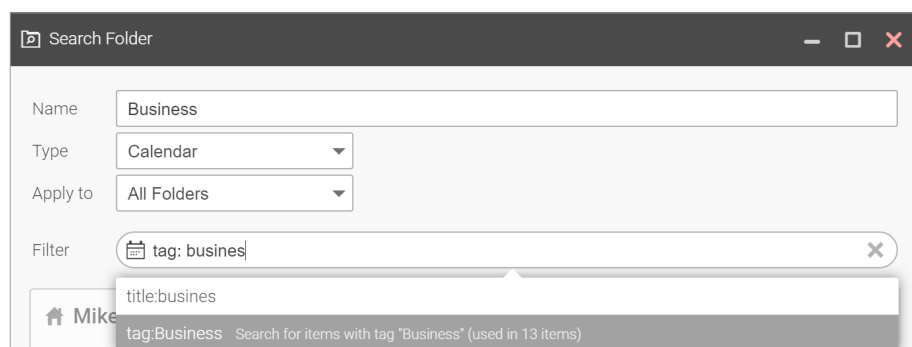 Search Folder
Name Business
Type Calendar
Apply to All Folders
Filter tag: busines
title:busines
Mike
tag:Business Search for items with tag "Business" (used in 13 items)